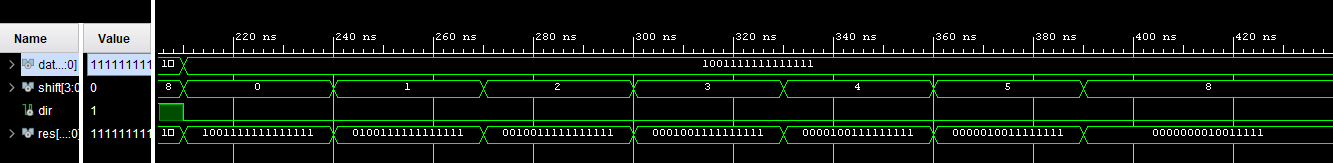 Name Value
220 ns 240 ns 260 ns 280 ns 300 ns 320 ns 340 ns 360 ns 380 ns 400 ns 420 ns
dat...:0] 111111111 1001111111111111
shift[3:0 0 8 0 1 2 3 4 5 8
dir 1
res[...:0 111111111 1001111111111111 0100111111111111 0010011111111111 0001001111111111 0000100111111111 0000010011111111 0000000010011111